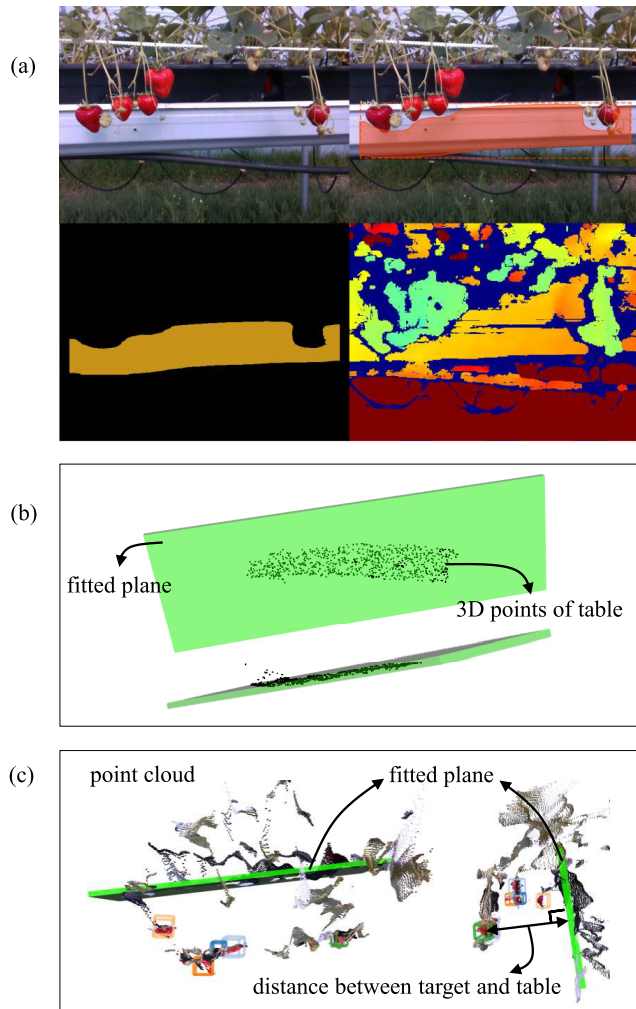 (a)
(b)
fitted plane
3D points of table
(c)
point cloud
fitted plane
distance between target and table